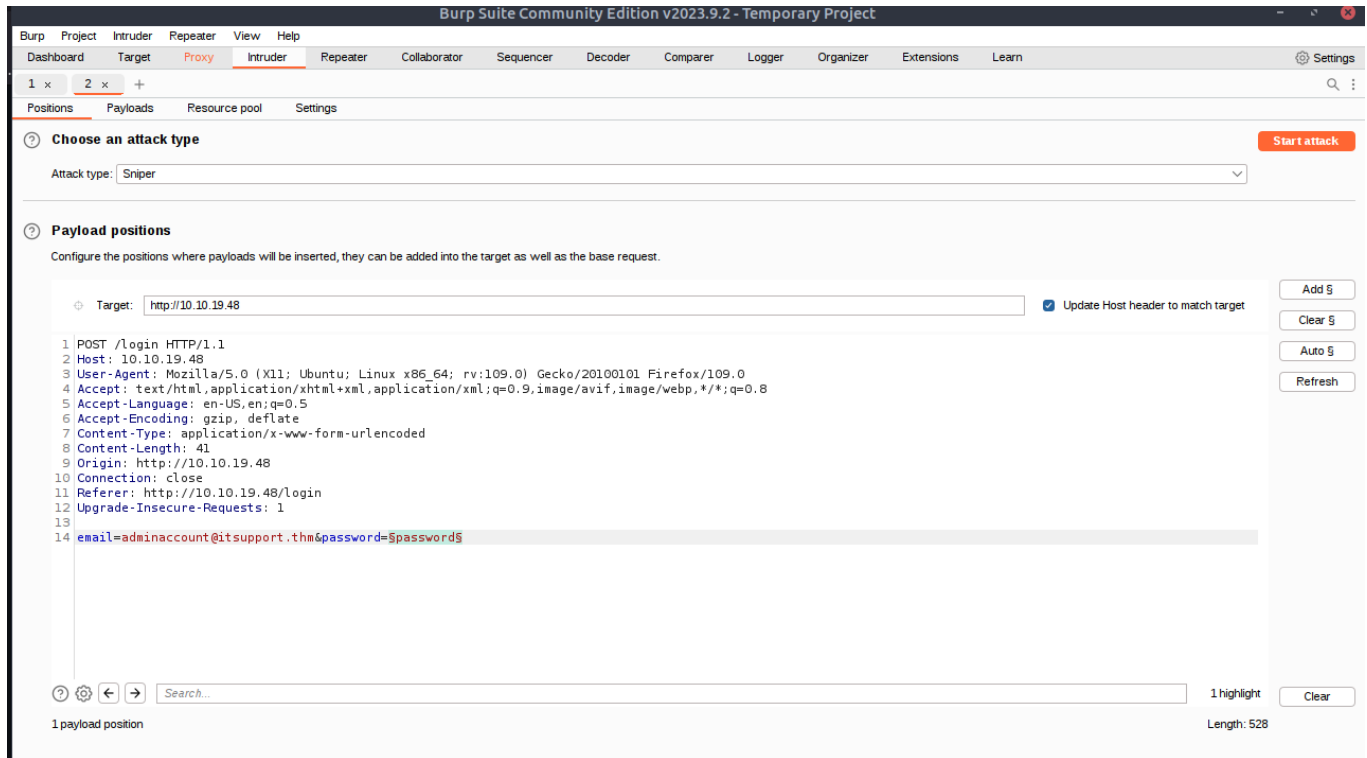 Burp Suite Community Edition v2023.9.2 - Temporary Project
Burp Project Intruder Repeater View Help
Dashboard Target Proxy Intruder Repeater Collaborator Sequencer Decoder Comparer Logger Organizer Extensions Learn Settings
1 × 2 × +
Positions Payloads Resource pool Settings
? Choose an attack type
Start attack
Attack type: Sniper
? Payload positions
Configure the positions where payloads will be inserted, they can be added into the target as well as the base request.
Add §
Target: http://10.10.19.48 Update Host header to match target
Clear §
1 POST /login HTTP/1.1
Auto §
2 Host: 10.10.19.48
3 User-Agent: Mozilla/5.0 (X11; Ubuntu; Linux x86_64; rv:109.0) Gecko/20100101 Firefox/109.0
Refresh
4 Accept: text/html,application/xhtml+xml,application/xml;q=0.9,image/avif,image/webp,*/*;q=0.8
5 Accept-Language: en-US,en;q=0.5
6 Accept-Encoding: gzip, deflate
7 Content-Type: application/x-www-form-urlencoded
8 Content-Length: 41
9 Origin: http://10.10.19.48
10 Connection: close
11 Referer: http://10.10.19.48/login
12 Upgrade-Insecure-Requests: 1
13
14 email=adminaccount@itsupport.thm&password=§password§
? Search... 1 highlight Clear
1 payload position Length: 528